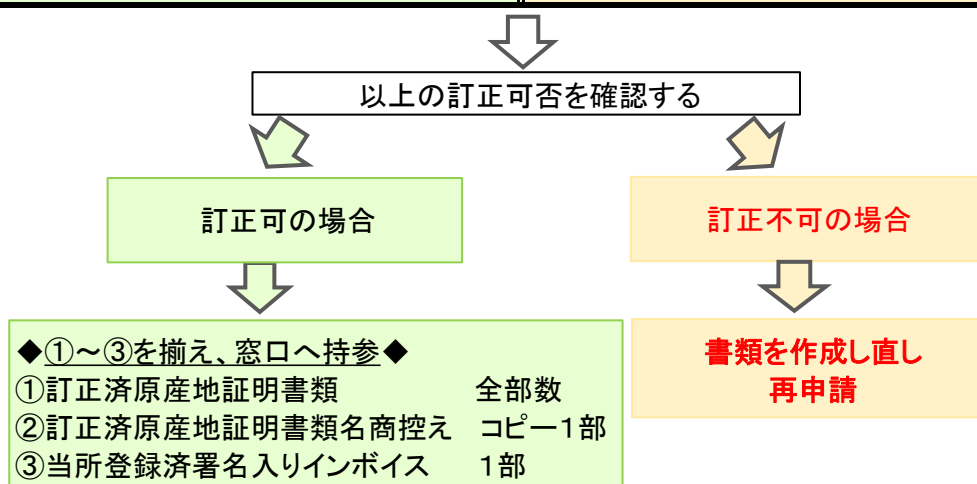 以上の訂正可否を確認する
訂正可の場合
訂正不可の場合
◆①～③を揃え、窓口へ持参◆
①訂正済原産地証明書類　全部数
②訂正済原産地証明書類名商控え　コピー１部
③当所登録済署名入りインボイス　１部
書類を作成し直し
再申請